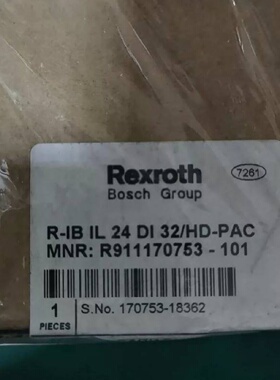 Rexroth
Bosch Group
7261
R-IB IL 24 DI 32/HD-PAC
MNR: R911170753 - 101
1
PIECES
S.No. 170753-18362